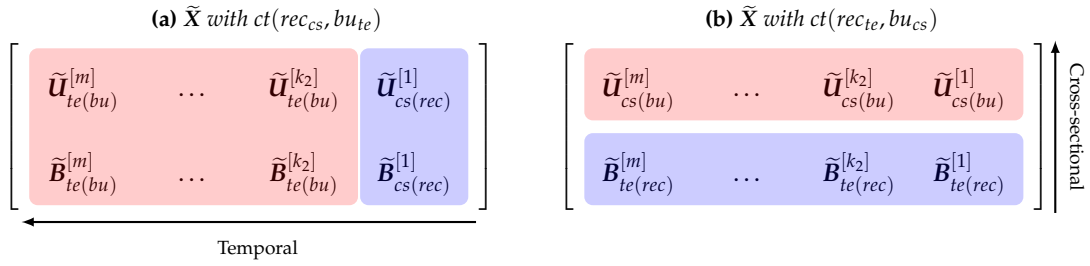 (a) X̃ with ct(rec_cs, bu_te)
Ũ^[m]_te(bu) … Ũ^[k₂]_te(bu) Ũ^[1]_cs(rec)
B̃^[m]_te(bu) … B̃^[k₂]_te(bu) B̃^[1]_cs(rec)
Temporal
(b) X̃ with ct(rec_te, bu_cs)
Ũ^[m]_cs(bu) … Ũ^[k₂]_cs(bu) Ũ^[1]_cs(bu)
B̃^[m]_te(rec) … B̃^[k₂]_te(rec) B̃^[1]_te(rec)
Cross-sectional